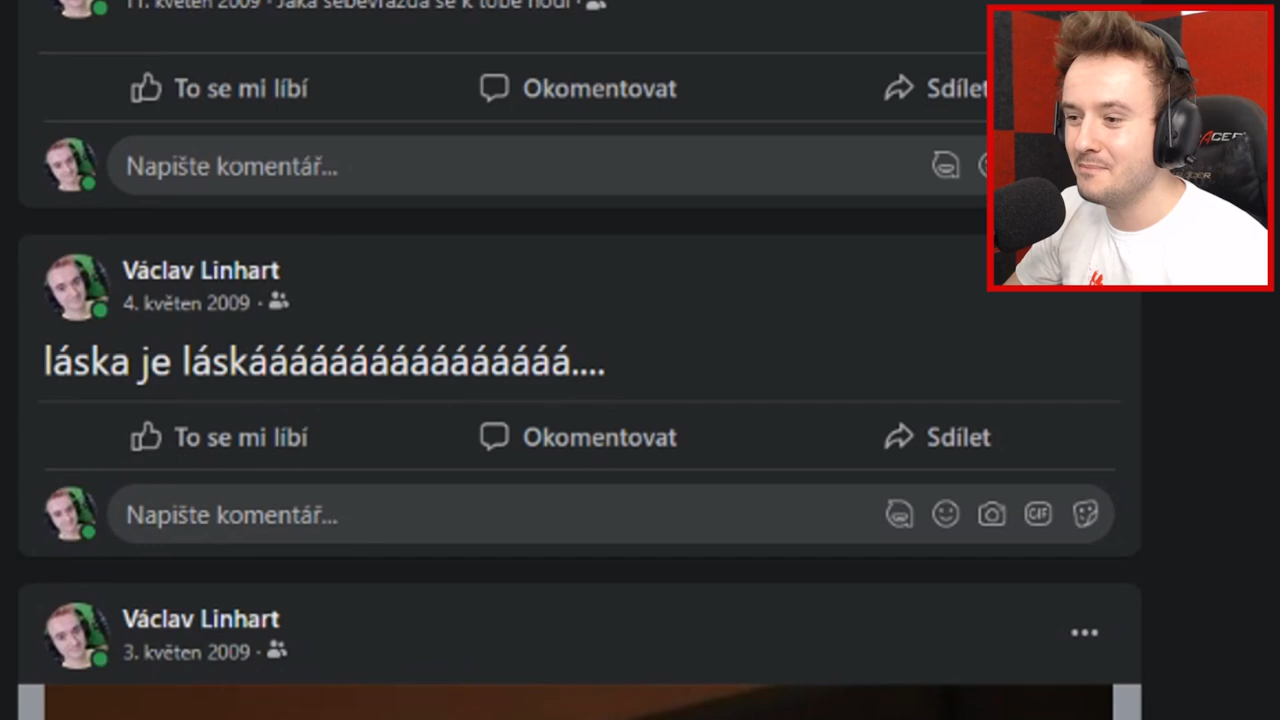 11. květen 2009 · Jaká sebevražda se k tobě hodí ·
To se mi líbí Okomentovat Sdílet
Napište komentář...
Václav Linhart
4. květen 2009 ·
láska je láskáááááááááááááááá....
To se mi líbí Okomentovat Sdílet
Napište komentář... GIF
Václav Linhart
3. květen 2009 ·